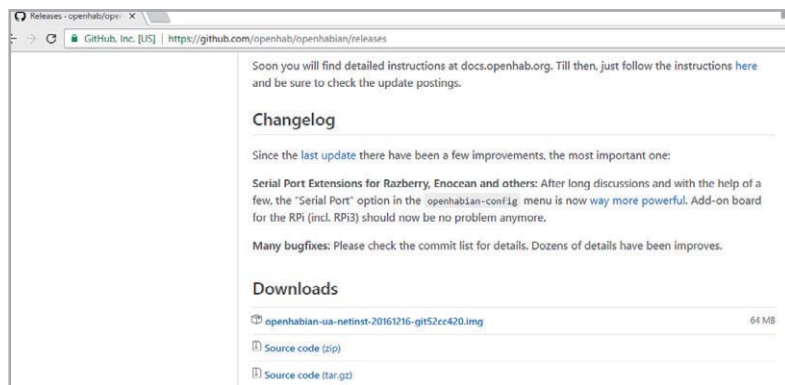 Releases · openhab/open
GitHub, Inc. [US] | https://github.com/openhab/openhabian/releases
Soon you will find detailed instructions at docs.openhab.org. Till then, just follow the instructions here
and be sure to check the update postings.
Changelog
Since the last update there have been a few improvements, the most important one:
Serial Port Extensions for Razberry, Enocean and others: After long discussions and with the help of a
few, the "Serial Port" option in the openhabian-config menu is now way more powerful. Add-on board
for the RPi (incl. RPi3) should now be no problem anymore.
Many bugfixes: Please check the commit list for details. Dozens of details have been improves.
Downloads
openhabian-ua-netinst-20161216-git52cc420.img 64 MB
Source code (zip)
Source code (tar.gz)